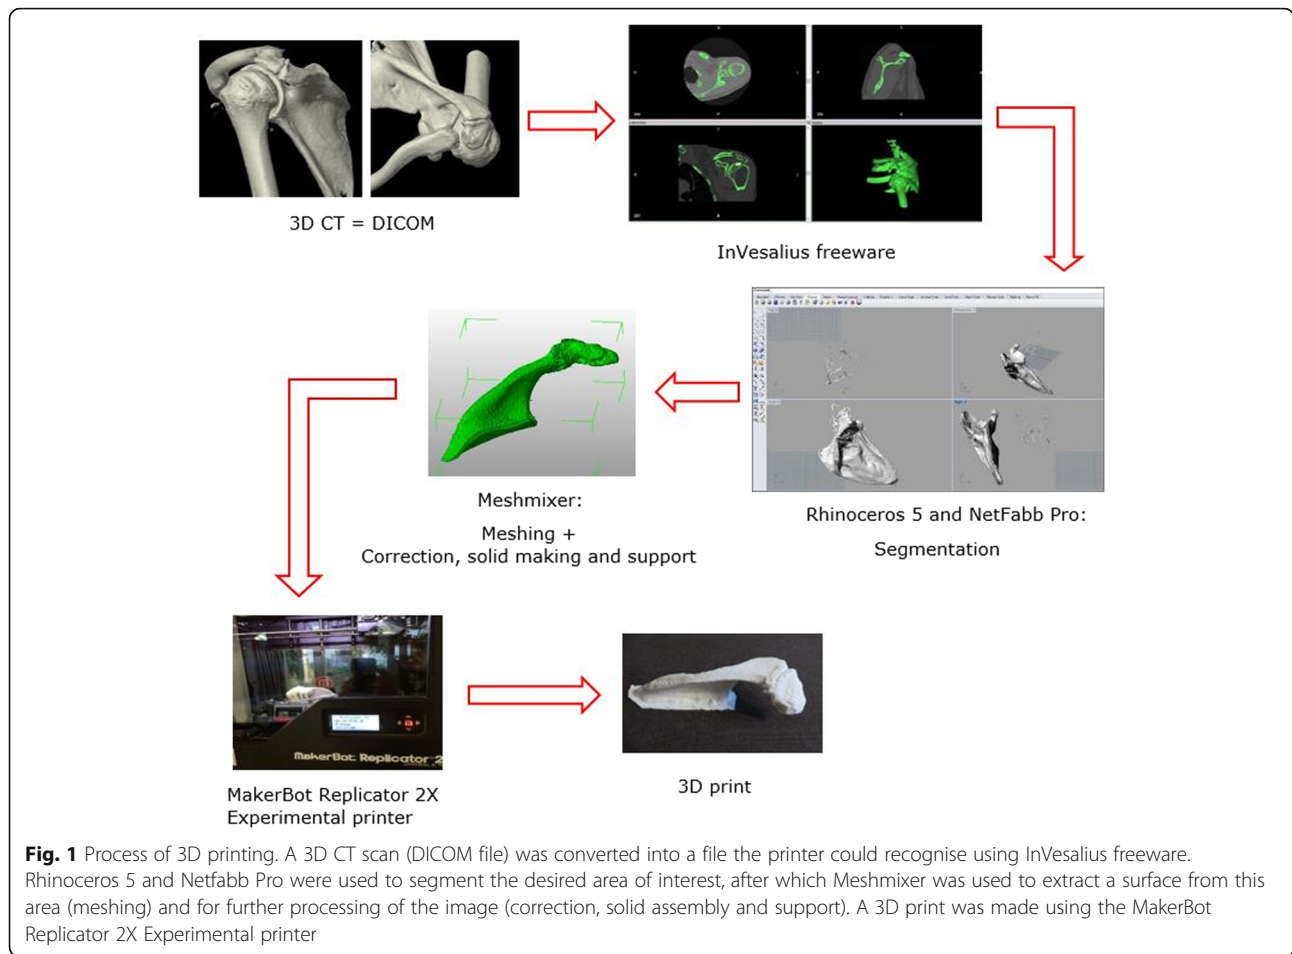 3D CT = DICOM
InVesalius freeware
Rhinoceros 5 and NetFabb Pro:
Segmentation
Meshmixer:
Meshing +
Correction, solid making and support
MakerBot Replicator 2
MakerBot Replicator 2X
Experimental printer
3D print
Fig. 1 Process of 3D printing. A 3D CT scan (DICOM file) was converted into a file the printer could recognise using InVesalius freeware.
Rhinoceros 5 and Netfabb Pro were used to segment the desired area of interest, after which Meshmixer was used to extract a surface from this
area (meshing) and for further processing of the image (correction, solid assembly and support). A 3D print was made using the MakerBot
Replicator 2X Experimental printer